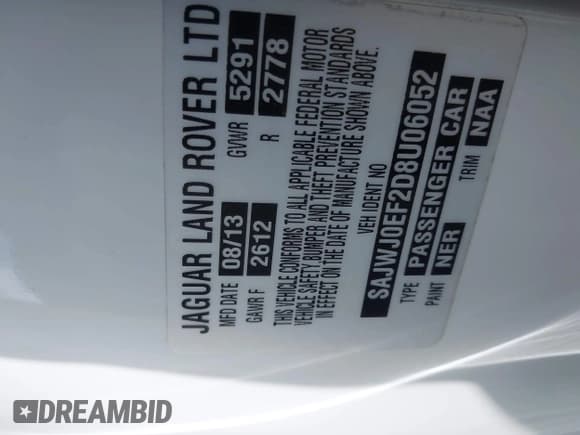 JAGUAR LAND ROVER LTD
MFD DATE 08/13 GVWR 5291
GAWR F 2612 R 2778
THIS VEHICLE CONFORMS TO ALL APPLICABLE FEDERAL MOTOR
VEHICLE SAFETY, BUMPER AND THEFT PREVENTION STANDARDS
IN EFFECT ON THE DATE OF MANUFACTURE SHOWN ABOVE.
VEH IDENT NO
SAJWJ0EF2D8U06052
TYPE PASSENGER CAR
PAINT NER TRIM NAA
#DREAMBID